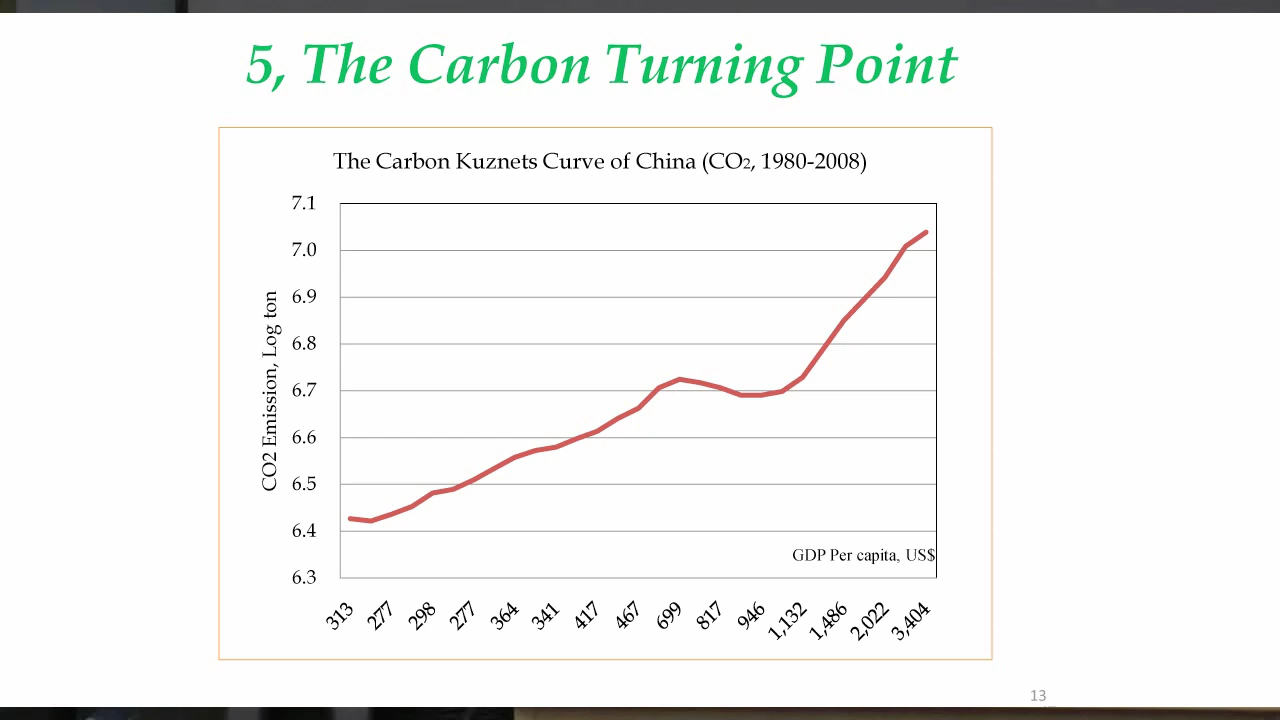 5, The Carbon Turning Point
The Carbon Kuznets Curve of China (CO2, 1980-2008)
7.1
7.0
6.9
6.8
6.7
6.6
6.5
6.4
6.3
CO2 Emission, Log ton
GDP Per capita, US$
313 277 298 277 364 341 417 467 699 817 946 1,132 1,486 2,022 3,404
13